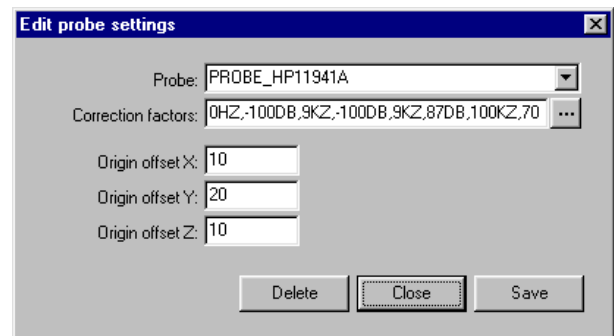 Edit probe settings
Probe: PROBE_HP11941A
Correction factors: 0HZ,-100DB,9KZ,-100DB,9KZ,87DB,100KZ,70 ...
Origin offset X: 10
Origin offset Y: 20
Origin offset Z: 10
Delete Close Save